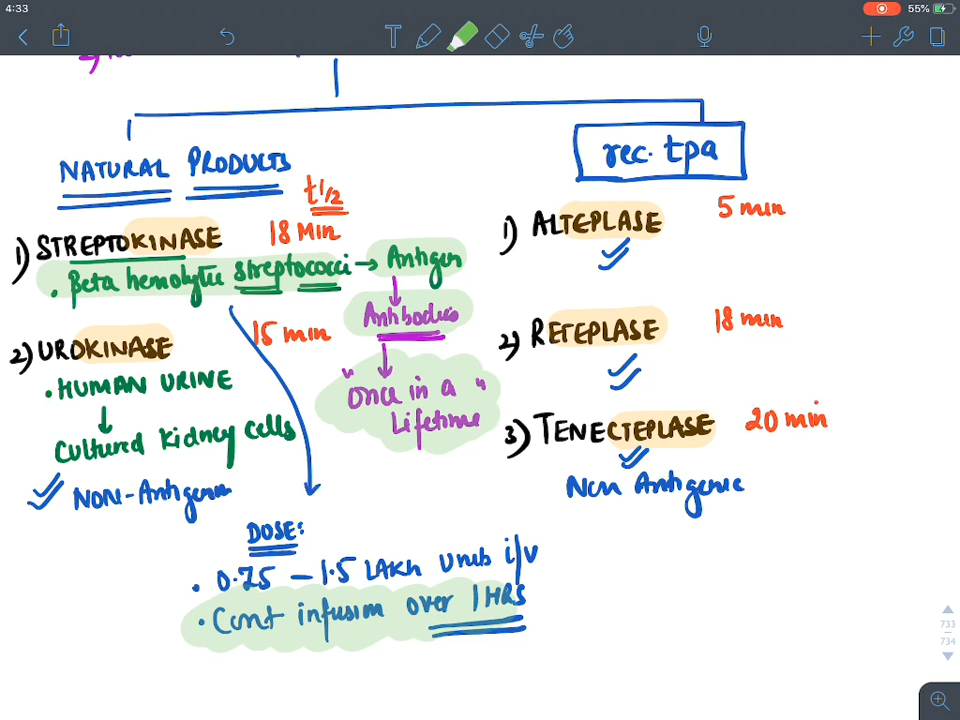 4:33
55%
T
NATURAL PRODUCTS
t1/2
1) STREPTOKINASE 18 Min
. Beta hemolytic streptococci → Antigen
Antibodies
"Once in a "
Lifetime
2) UROKINASE 15 min
. HUMAN URINE
Cultured Kidney Cells
NON-Antigenic
DOSE:
. 0.75 – 1.5 LAKh Units i/v
. Cont infusion over 1 HRS
rec. tpa
1) ALTEPLASE 5 min
2) RETEPLASE 18 min
3) TENECTEPLASE 20 min
Non Antigenic
733
734